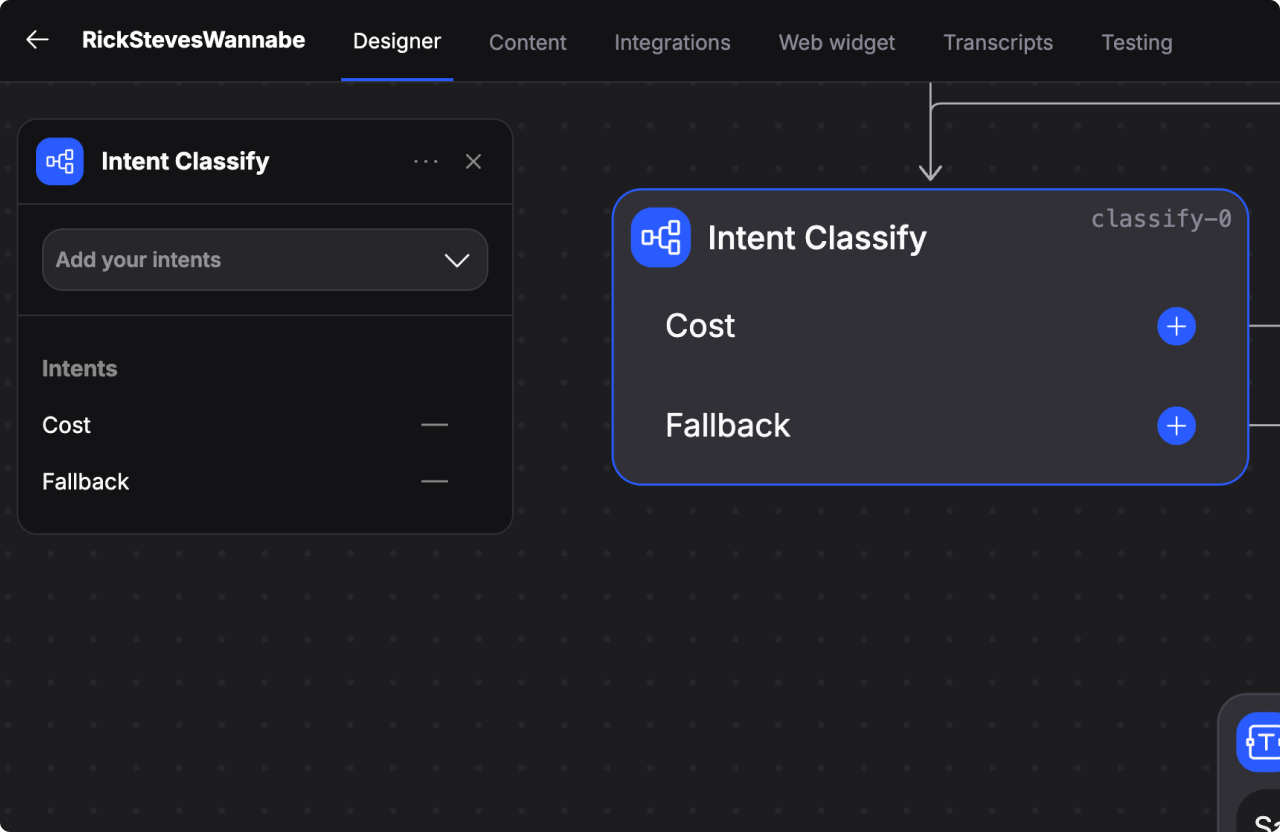 RickStevesWannabe Designer Content Integrations Web widget Transcripts Testing
Intent Classify
Add your intents
Intents
Cost
Fallback
classify-0
Intent Classify
Cost
Fallback